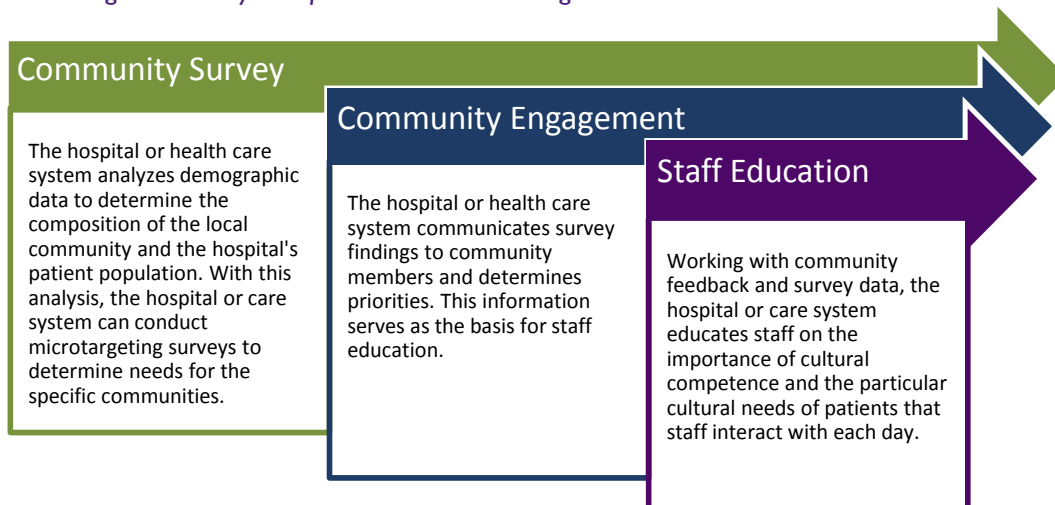 Community Survey
The hospital or health care
system analyzes demographic
data to determine the
composition of the local
community and the hospital's
patient population. With this
analysis, the hospital or care
system can conduct
microtargeting surveys to
determine needs for the
specific communities.
Community Engagement
The hospital or health care
system communicates survey
findings to community
members and determines
priorities. This information
serves as the basis for staff
education.
Staff Education
Working with community
feedback and survey data, the
hospital or care system
educates staff on the
importance of cultural
competence and the particular
cultural needs of patients that
staff interact with each day.